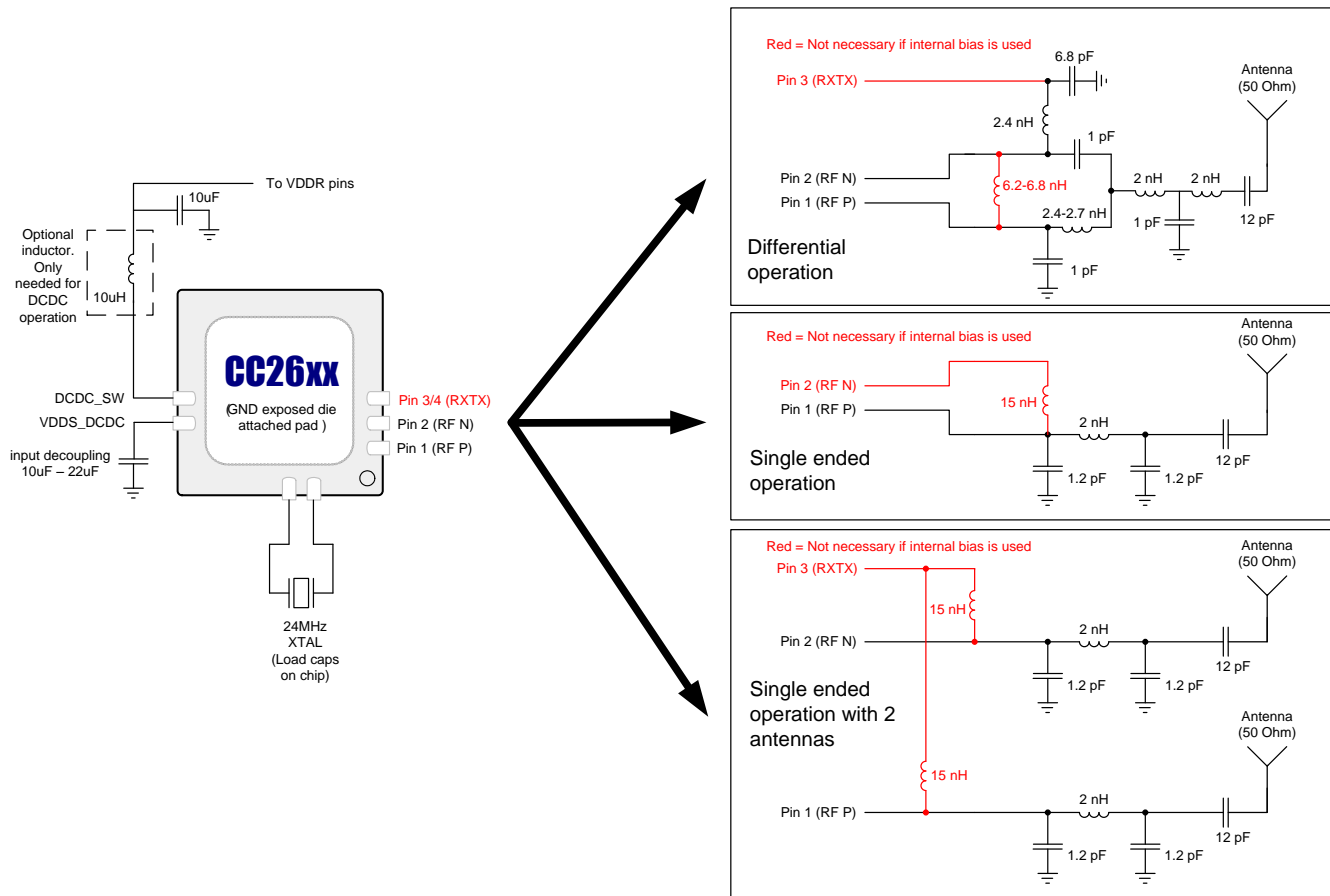 To VDDR pins
10uF
Optional
inductor.
Only
needed for
DCDC
operation
10uH
CC26xx
(GND exposed die
attached pad )
DCDC_SW
VDDS_DCDC
input decoupling
10uF – 22uF
Pin 3/4 (RXTX)
Pin 2 (RF N)
Pin 1 (RF P)
24MHz
XTAL
(Load caps
on chip)
Red = Not necessary if internal bias is used
Pin 3 (RXTX)
6.8 pF
Antenna
(50 Ohm)
2.4 nH
1 pF
Pin 2 (RF N)
Pin 1 (RF P)
6.2-6.8 nH
2.4-2.7 nH
2 nH
2 nH
1 pF
12 pF
1 pF
Differential
operation
Red = Not necessary if internal bias is used
Antenna
(50 Ohm)
Pin 2 (RF N)
Pin 1 (RF P)
15 nH
2 nH
12 pF
1.2 pF
1.2 pF
Single ended
operation
Red = Not necessary if internal bias is used
Pin 3 (RXTX)
Antenna
(50 Ohm)
15 nH
Pin 2 (RF N)
2 nH
12 pF
1.2 pF
1.2 pF
Single ended
operation with 2
antennas
Antenna
(50 Ohm)
15 nH
Pin 1 (RF P)
2 nH
12 pF
1.2 pF
1.2 pF